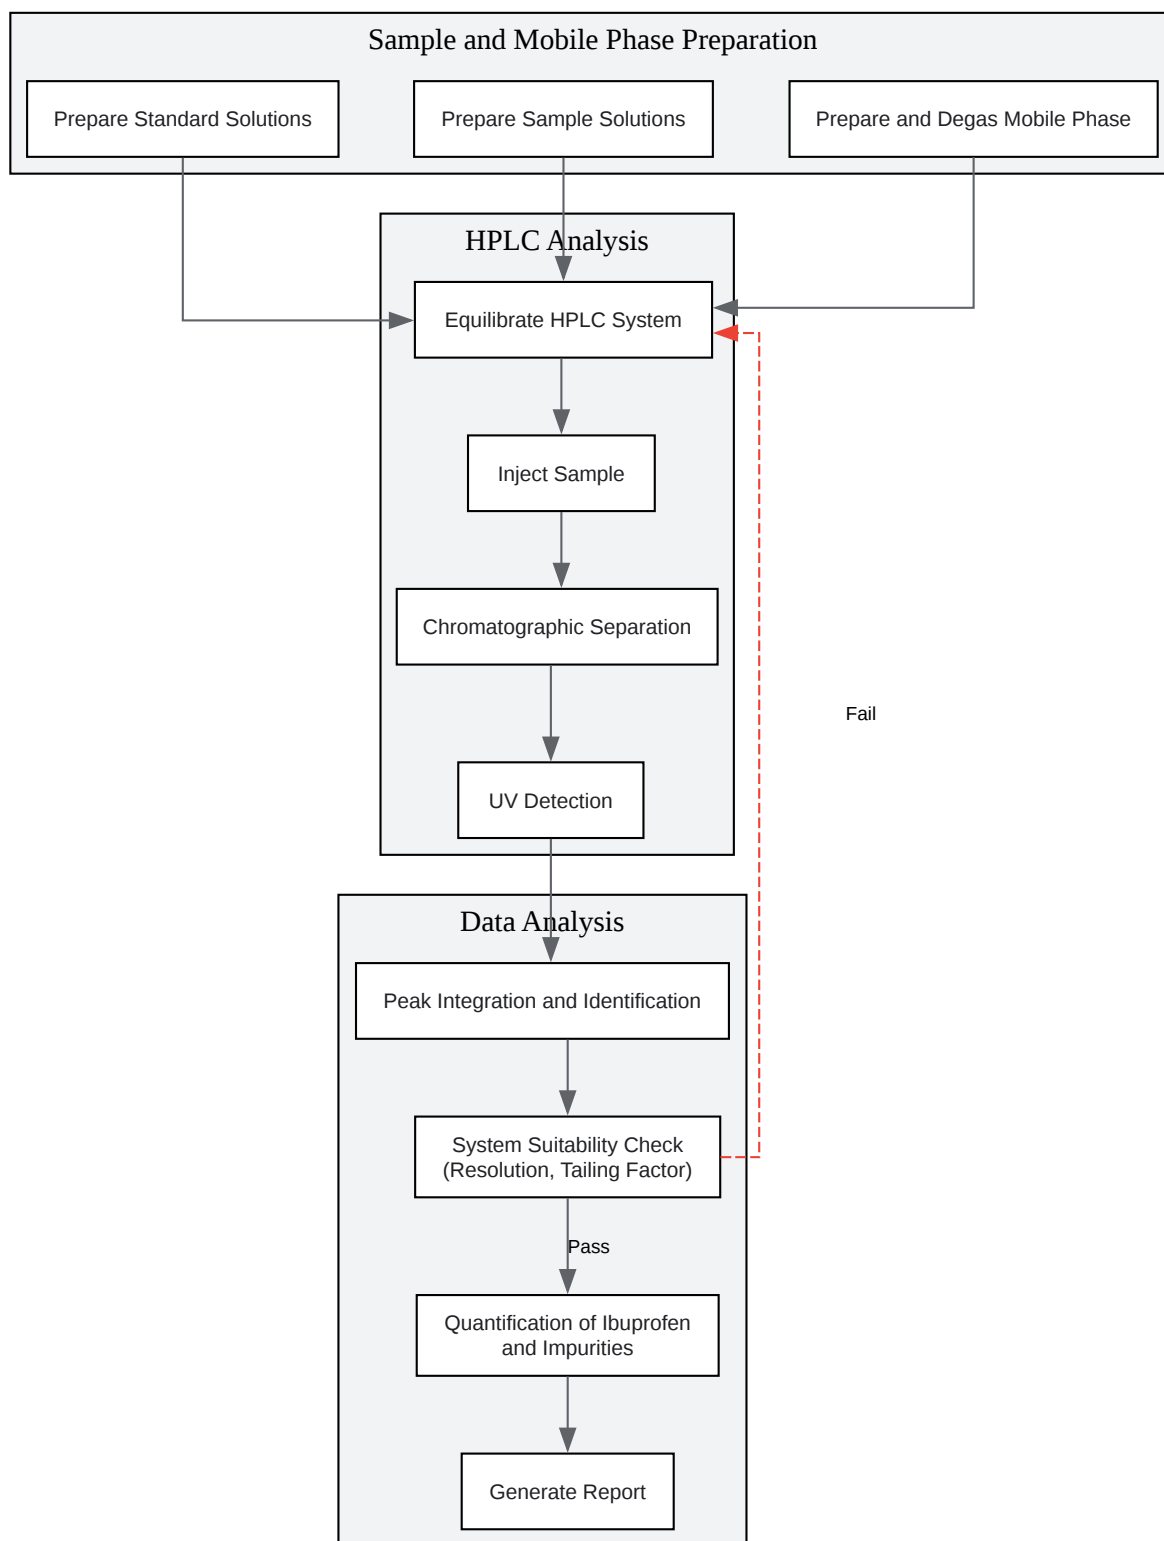 Sample and Mobile Phase Preparation
Prepare Standard Solutions
Prepare Sample Solutions
Prepare and Degas Mobile Phase
HPLC Analysis
Equilibrate HPLC System
Inject Sample
Chromatographic Separation
Fail
UV Detection
Data Analysis
Peak Integration and Identification
System Suitability Check
(Resolution, Tailing Factor)
Pass
Quantification of Ibuprofen
and Impurities
Generate Report